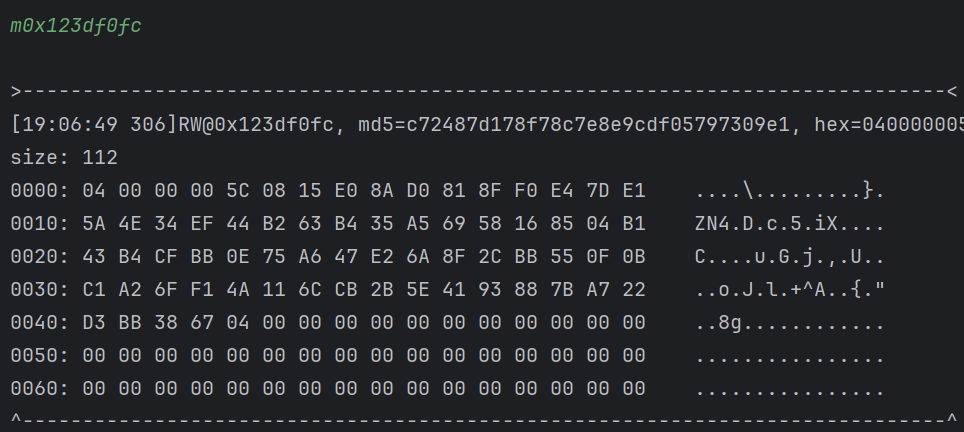 m0x123df0fc
>-----------------------------------------------------------------------------<
[19:06:49 306]RW@0x123df0fc, md5=c72487d178f78c7e8e9cdf05797309e1, hex=040000005
size: 112
0000: 04 00 00 00 5C 08 15 E0 8A D0 81 8F F0 E4 7D E1    ....\.........}.
0010: 5A 4E 34 EF 44 B2 63 B4 35 A5 69 58 16 85 04 B1    ZN4.D.c.5.iX....
0020: 43 B4 CF BB 0E 75 A6 47 E2 6A 8F 2C BB 55 0F 0B    C....u.G.j.,.U..
0030: C1 A2 6F F1 4A 11 6C CB 2B 5E 41 93 88 7B A7 22    ..o.J.l.+^A..{."
0040: D3 BB 38 67 04 00 00 00 00 00 00 00 00 00 00 00    ..8g............
0050: 00 00 00 00 00 00 00 00 00 00 00 00 00 00 00 00    ................
0060: 00 00 00 00 00 00 00 00 00 00 00 00 00 00 00 00    ................
^-----------------------------------------------------------------------------^